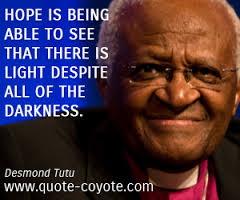 HOPE IS BEING
ABLE TO SEE
THAT THERE IS
LIGHT DESPITE
ALL OF THE
DARKNESS.
Desmond Tutu
www.quote-coyote.com